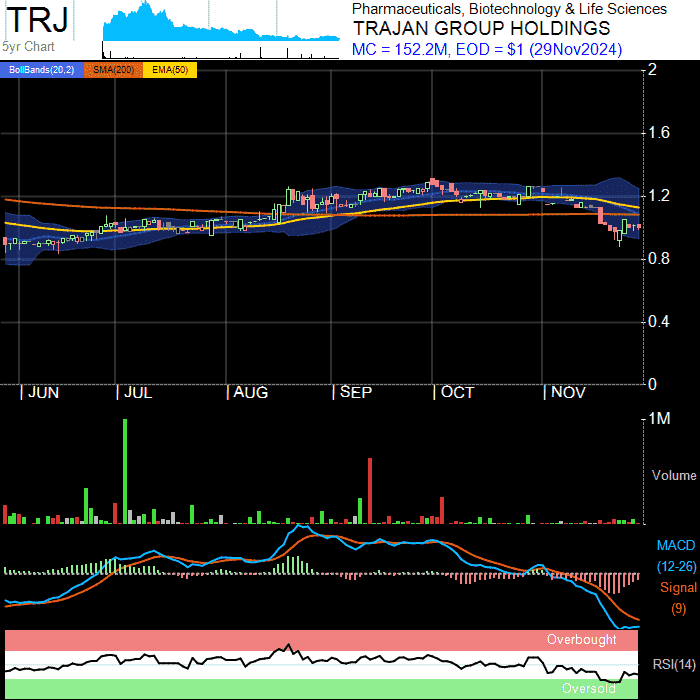 TRJ
5yr Chart
Pharmaceuticals, Biotechnology & Life Sciences
TRAJAN GROUP HOLDINGS
MC = 152.2M, EOD = $1 (29Nov2024)
BollBands(20,2) SMA(200) EMA(50)
2
1.6
1.2
0.8
0.4
0
JUN JUL AUG SEP OCT NOV
1M
Volume
MACD
(12-26)
Signal
(9)
Overbought
RSI(14)
Oversold